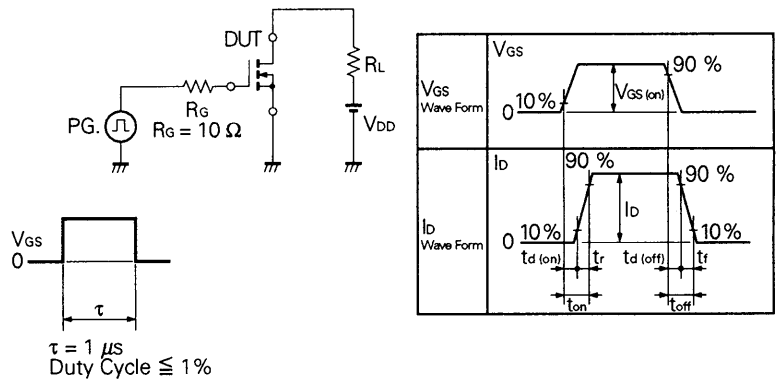 DUT
RL
RG
RG = 10 Ω
PG.
VDD
VGS
0
τ
τ = 1 μs
Duty Cycle ≦ 1%
VGS
Wave Form
VGS
90 %
VGS (on)
10%
0
ID
Wave Form
ID
90 %
90 %
ID
0
10%
10%
td (on)
tr
td (off)
tf
ton
toff